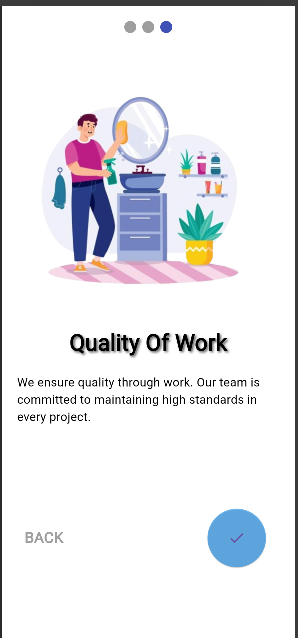 Quality Of Work
We ensure quality through work. Our team is
committed to maintaining high standards in
every project.
BACK